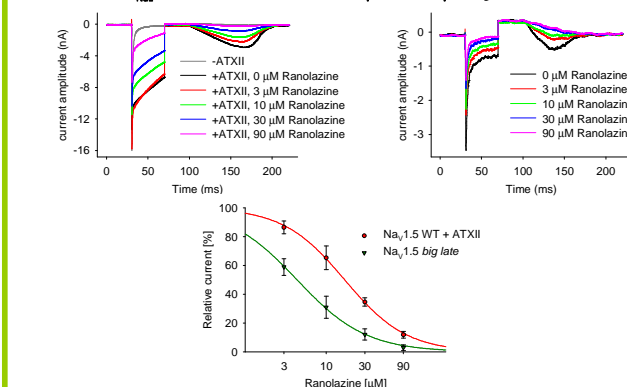 current amplitude (nA)
0
-4
-8
-12
-16
-ATXII
+ATXII, 0 μM Ranolazine
+ATXII, 3 μM Ranolazine
+ATXII, 10 μM Ranolazine
+ATXII, 30 μM Ranolazine
+ATXII, 90 μM Ranolazine
0 50 100 150 200
Time (ms)
current amplitude (nA)
0
-1
-2
-3
0 μM Ranolazine
3 μM Ranolazine
10 μM Ranolazine
30 μM Ranolazine
90 μM Ranolazine
0 50 100 150 200
Time (ms)
Relative current [%]
100
80
60
40
20
0
NaV1.5 WT + ATXII
NaV1.5 big late
3 10 30 90
Ranolazine [μM]